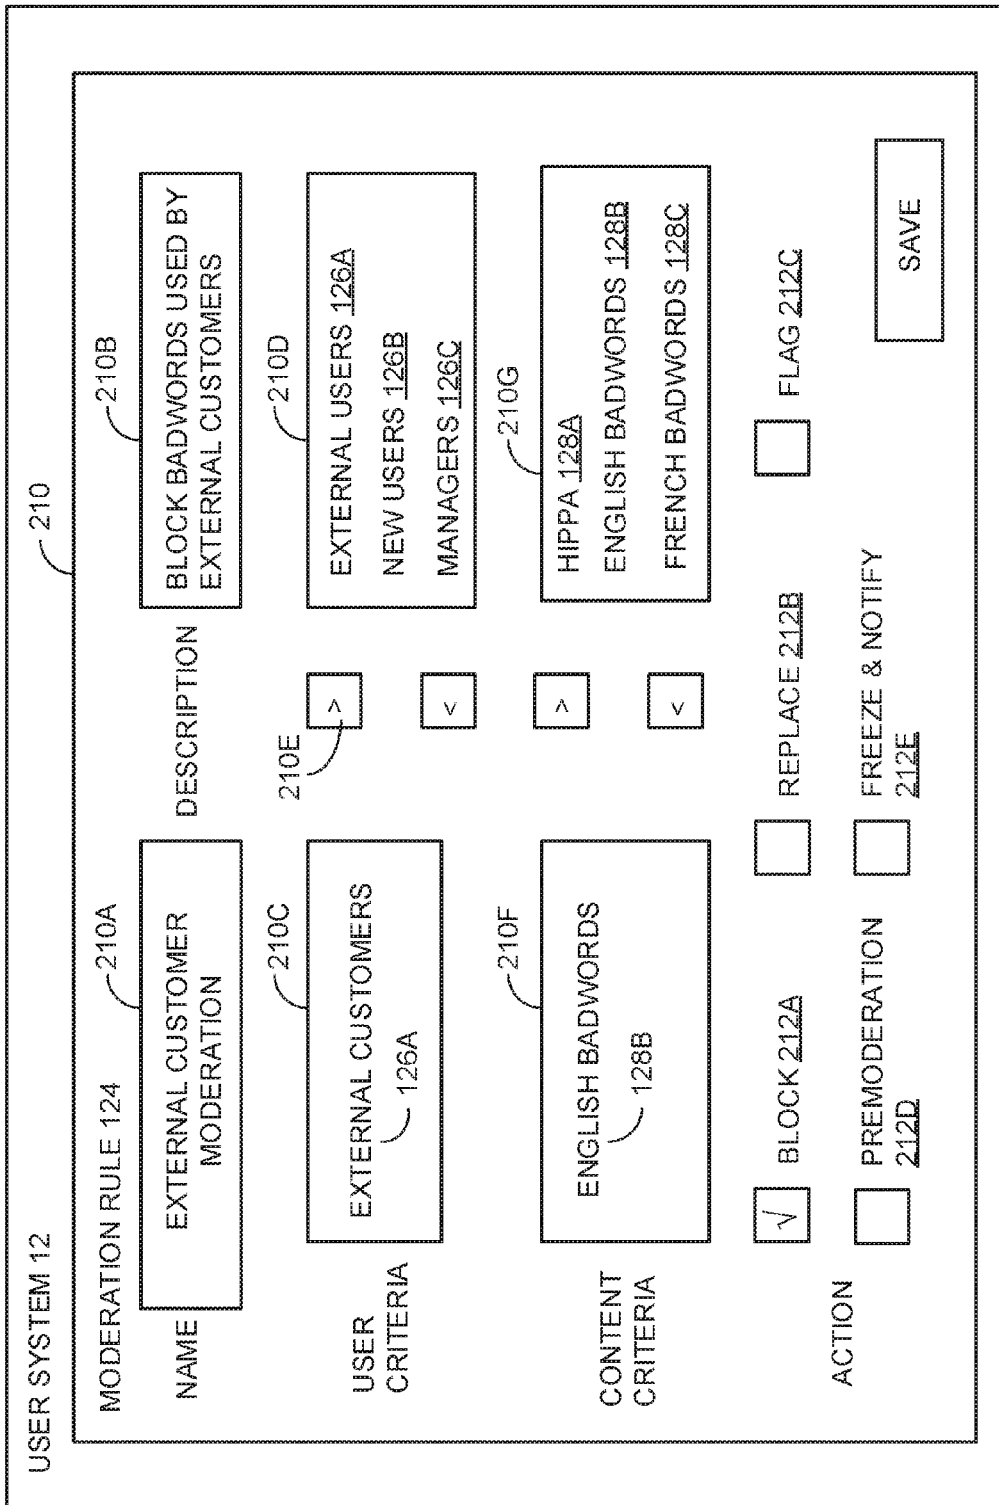 USER SYSTEM 12
210
MODERATION RULE 124
210A
210B
NAME
EXTERNAL CUSTOMER
MODERATION
DESCRIPTION
BLOCK BADWORDS USED BY
EXTERNAL CUSTOMERS
210C
210D
USER
CRITERIA
EXTERNAL CUSTOMERS
126A
210E
>
<
EXTERNAL USERS 126A
NEW USERS 126B
MANAGERS 126C
210F
210G
CONTENT
CRITERIA
ENGLISH BADWORDS
128B
>
<
HIPPA 128A
ENGLISH BADWORDS 128B
FRENCH BADWORDS 128C
ACTION
√ BLOCK 212A
REPLACE 212B
FLAG 212C
PREMODERATION
212D
FREEZE & NOTIFY
212E
SAVE